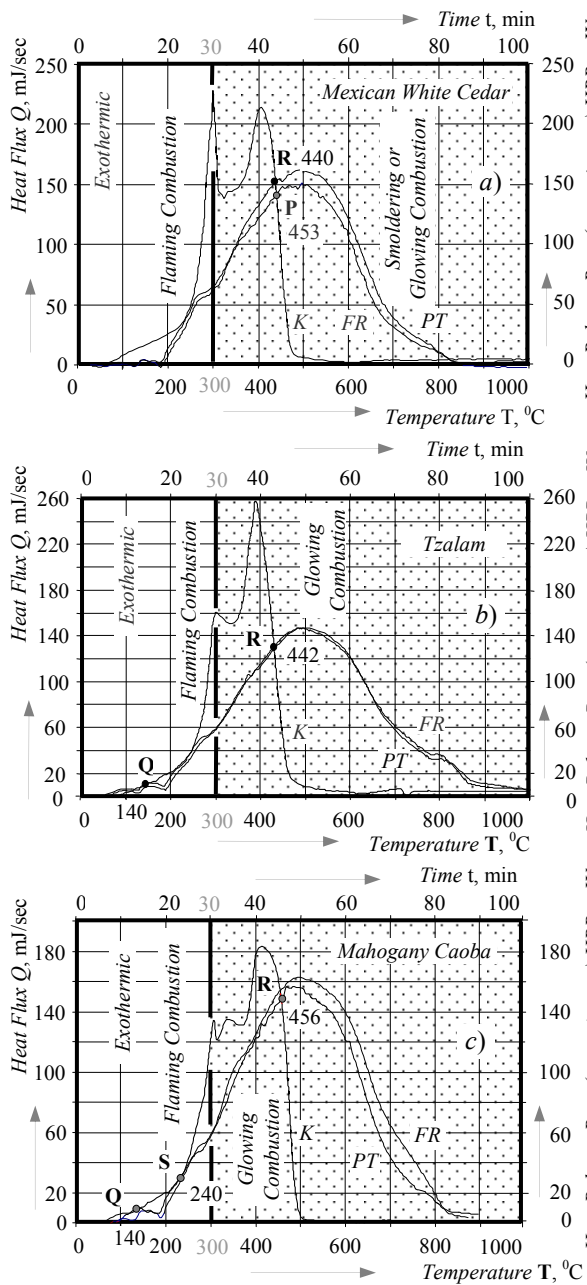 Time t, min
0 20 30 40 60 80 100
Heat Flux Q, mJ/sec
250 200 150 100 50 0
250 200 150 100 50 0
Exothermic
Flaming Combustion
Mexican White Cedar
a)
R 440
P
453
Smoldering or
Glowing Combustion
K FR PT
0 200 300 400 600 800 1000
Temperature T, ⁰C
Time t, min
0 20 30 40 60 80 100
Heat Flux Q, mJ/sec
260 220 180 140 100 60 20 0
260 220 180 140 100 60 20 0
Exothermic
Flaming Combustion
Glowing
Combustion
Tzalam
b)
R
442
Q
140
K PT FR
0 200 300 400 600 800 1000
Temperature T, ⁰C
Time t, min
0 20 30 40 60 80 100
Heat Flux Q, mJ/sec
180 140 100 60 20 0
180 140 100 60 20 0
Exothermic
Flaming Combustion
Glowing
Combustion
Mahogany Caoba
c)
R
456
S
240
Q
140
K PT FR
0 200 300 400 600 800 1000
Temperature T, ⁰C